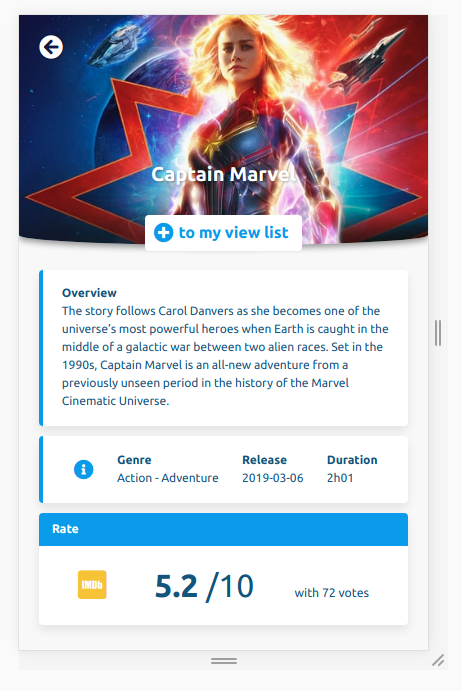 Captain Marvel
to my view list
Overview
The story follows Carol Danvers as she becomes one of the
universe's most powerful heroes when Earth is caught in the
middle of a galactic war between two alien races. Set in the
1990s, Captain Marvel is an all-new adventure from a
previously unseen period in the history of the Marvel
Cinematic Universe.
Genre Release Duration
Action - Adventure 2019-03-06 2h01
Rate
IMDb 5.2 /10 with 72 votes